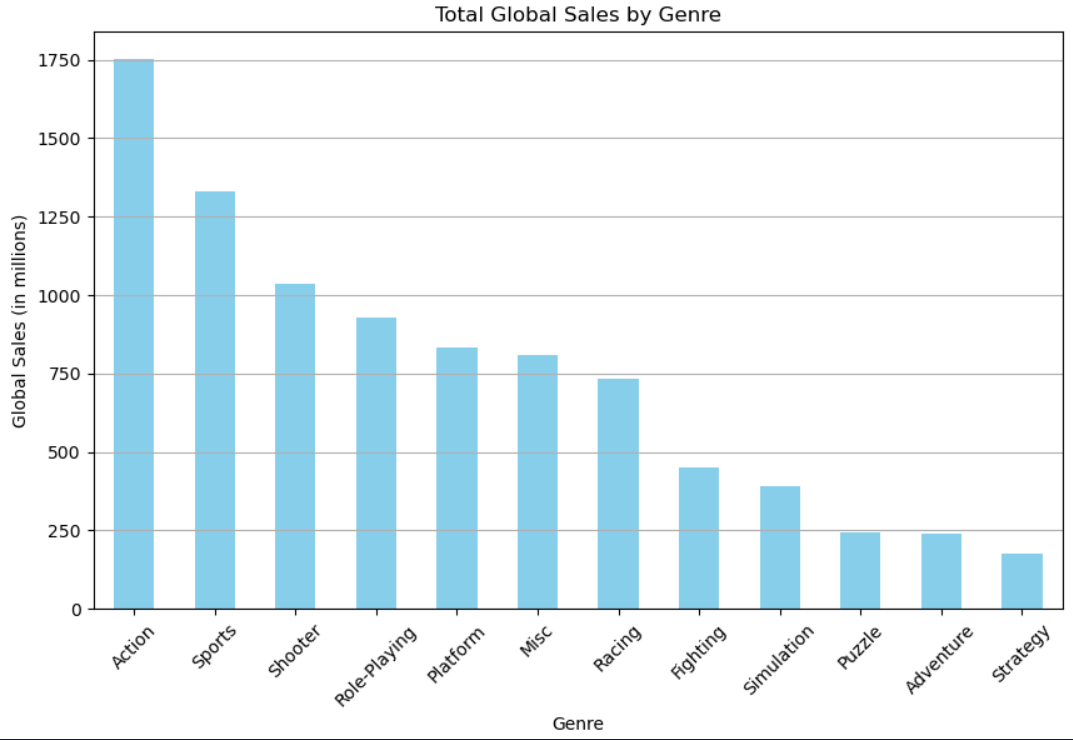 Total Global Sales by Genre
Global Sales (in millions)
1750
1500
1250
1000
750
500
250
0
Action
Sports
Shooter
Role-Playing
Platform
Misc
Racing
Fighting
Simulation
Puzzle
Adventure
Strategy
Genre